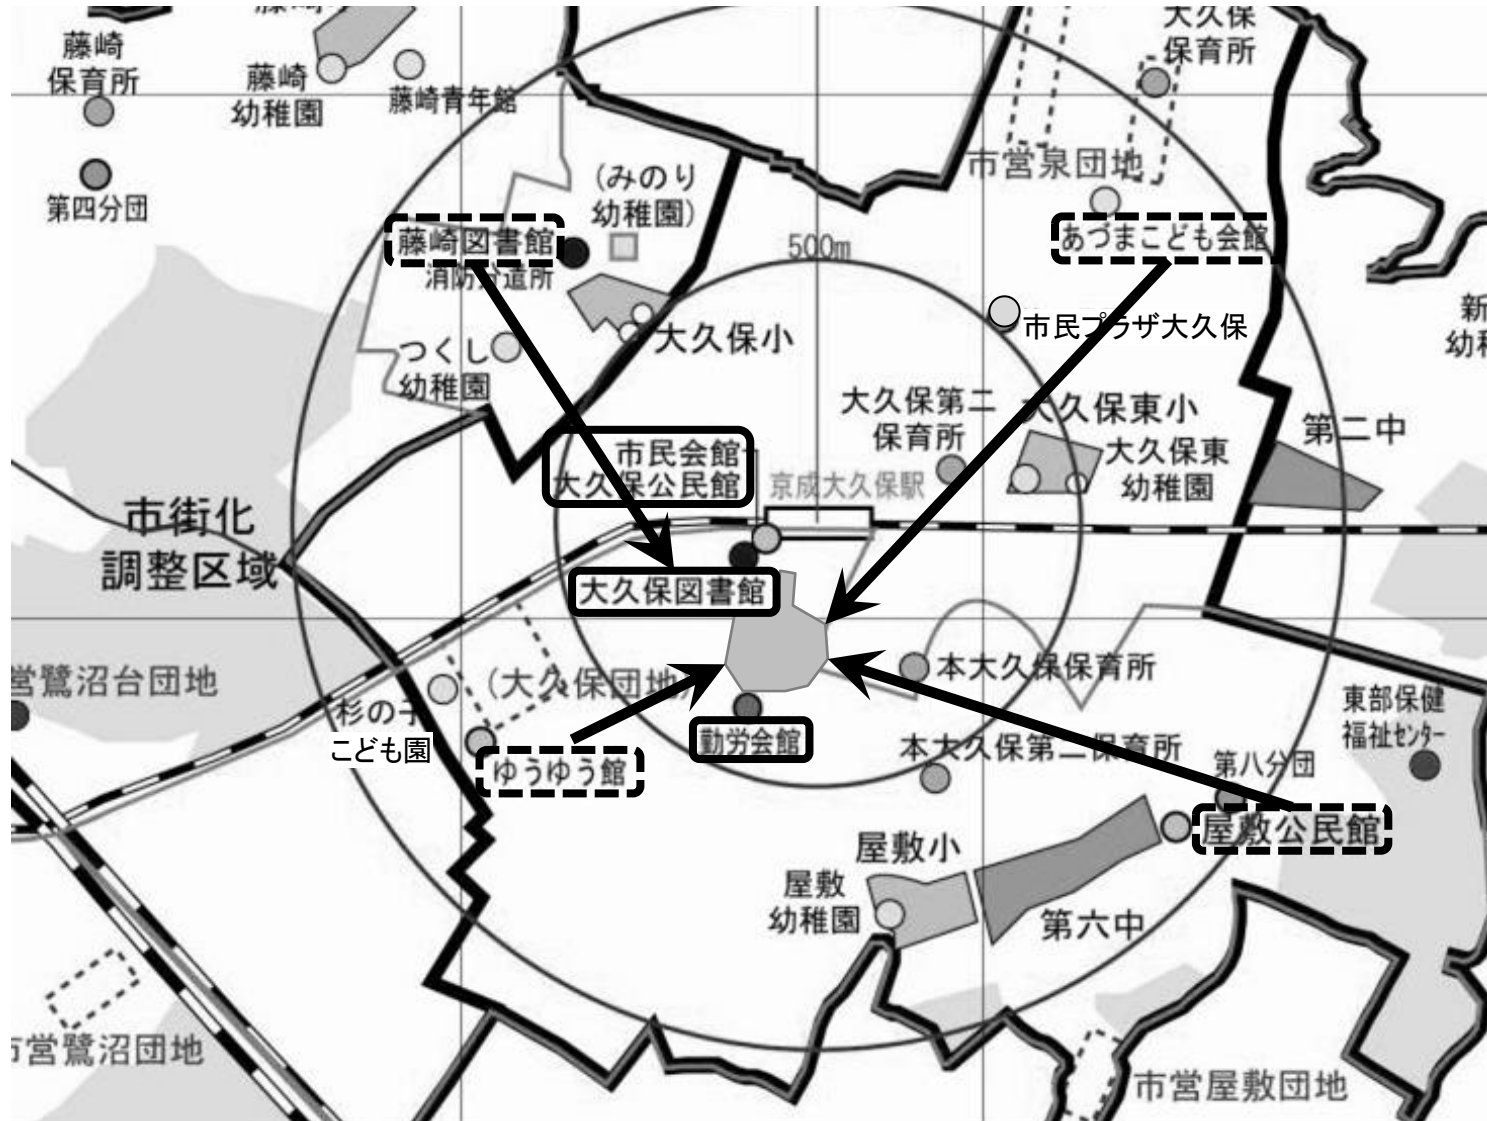 藤崎
保育所
藤崎
幼稚園
藤崎青年館
大久保
保育所
第四分団
(みのり
幼稚園)
市営泉団地
藤崎図書館
消防分遣所
500m
あづまこども会館
市民プラザ大久保
大久保小
つくし
幼稚園
新
幼稚
大久保第二
保育所
大久保東小
大久保東
幼稚園
第二中
市民会館
大久保公民館
京成大久保駅
市街化
調整区域
大久保図書館
営鷺沼台団地
(大久保団地)
本大久保保育所
杉の子
こども園
勤労会館
ゆうゆう館
本大久保第二保育所
東部保健
福祉センター
第八分団
屋敷公民館
屋敷小
屋敷
幼稚園
第六中
市営鷺沼団地
市営屋敷団地